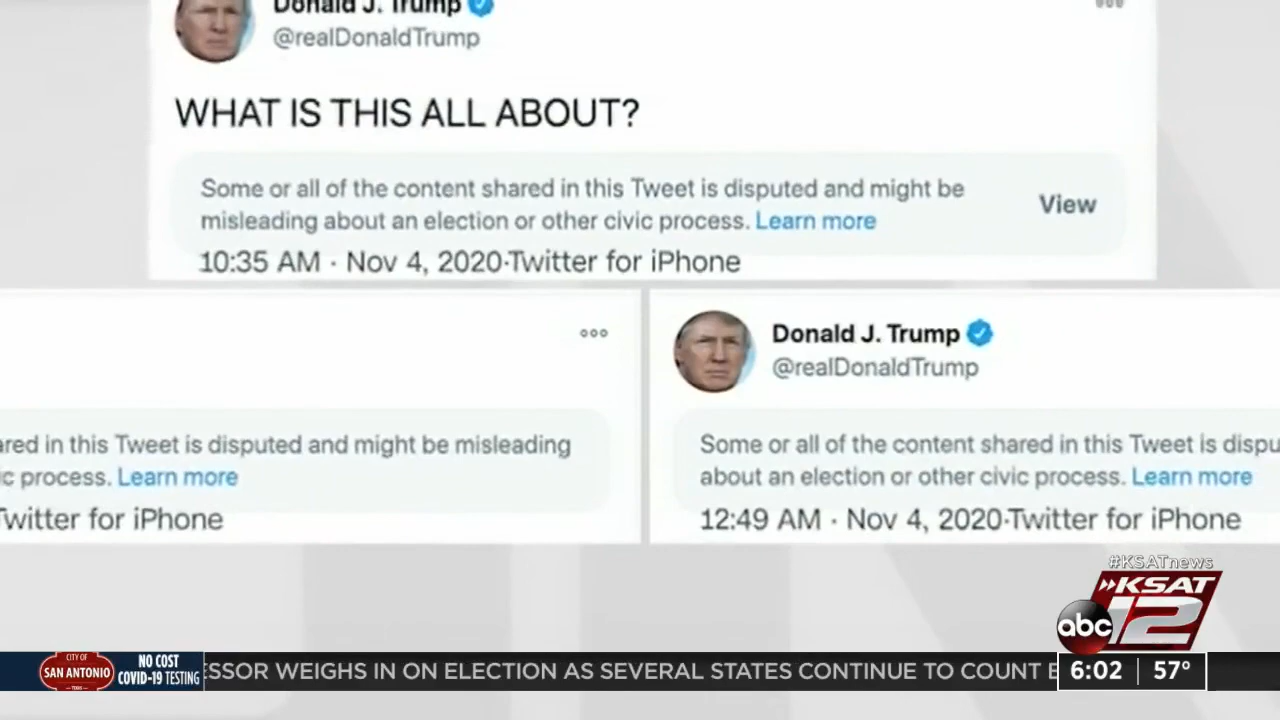 Donald J. Trump
@realDonaldTrump
WHAT IS THIS ALL ABOUT?
Some or all of the content shared in this Tweet is disputed and might be
misleading about an election or other civic process. Learn more
View
10:35 AM · Nov 4, 2020·Twitter for iPhone
ared in this Tweet is disputed and might be misleading
ic process. Learn more
Twitter for iPhone
Donald J. Trump
@realDonaldTrump
Some or all of the content shared in this Tweet is dispu
about an election or other civic process. Learn more
12:49 AM · Nov 4, 2020·Twitter for iPhone
#KSATnews
KSAT
abc 12
CITY OF
SAN ANTONIO
TEXAS
NO COST
COVID-19 TESTING
ESSOR WEIGHS IN ON ELECTION AS SEVERAL STATES CONTINUE TO COUNT
6:02 57°